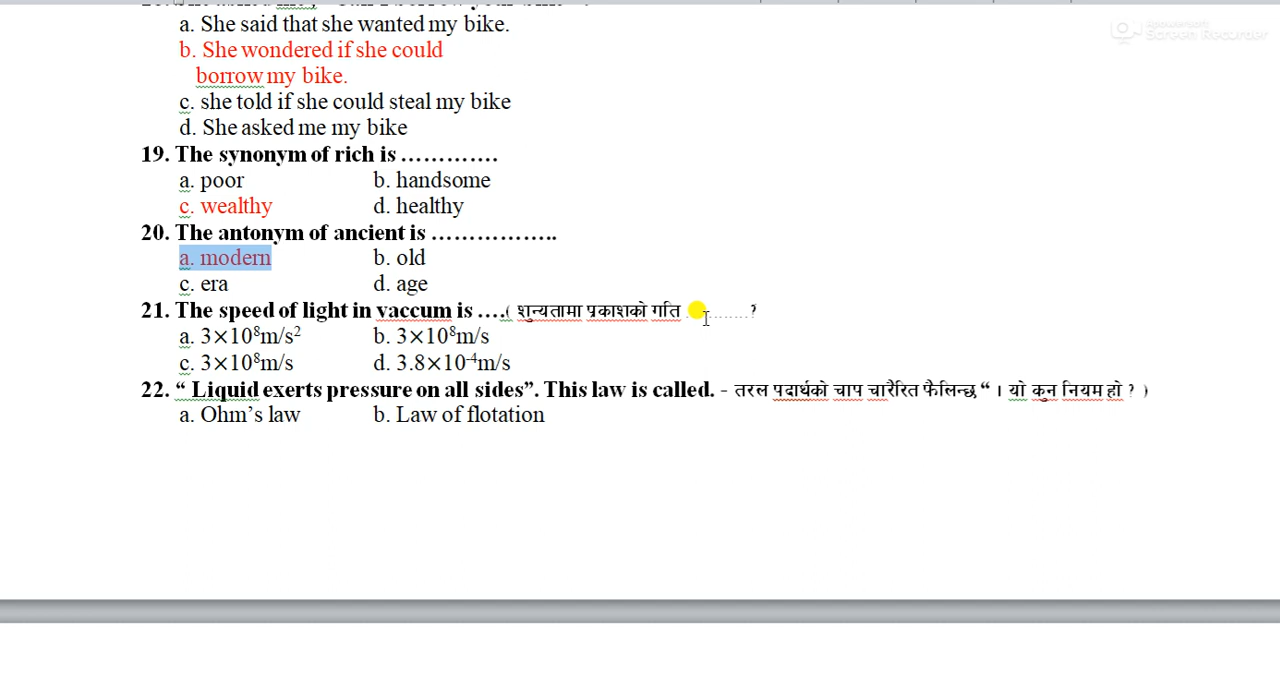 a. She said that she wanted my bike.
b. She wondered if she could
borrow my bike.
c. she told if she could steal my bike
d. She asked me my bike
19. The synonym of rich is ………….
a. poor b. handsome
c. wealthy d. healthy
20. The antonym of ancient is ……………..
a. modern b. old
c. era d. age
21. The speed of light in vaccum is ….( शुन्यतामा प्रकाशको गति ..........?
a. 3×10⁸m/s² b. 3×10⁸m/s
c. 3×10⁸m/s d. 3.8×10⁻⁴m/s
22. “ Liquid exerts pressure on all sides”. This law is called. - तरल पदार्थको चाप चारैरित फैलिन्छ “ । यो कुन नियम हो ? )
a. Ohm’s law b. Law of flotation
Screen Recorder